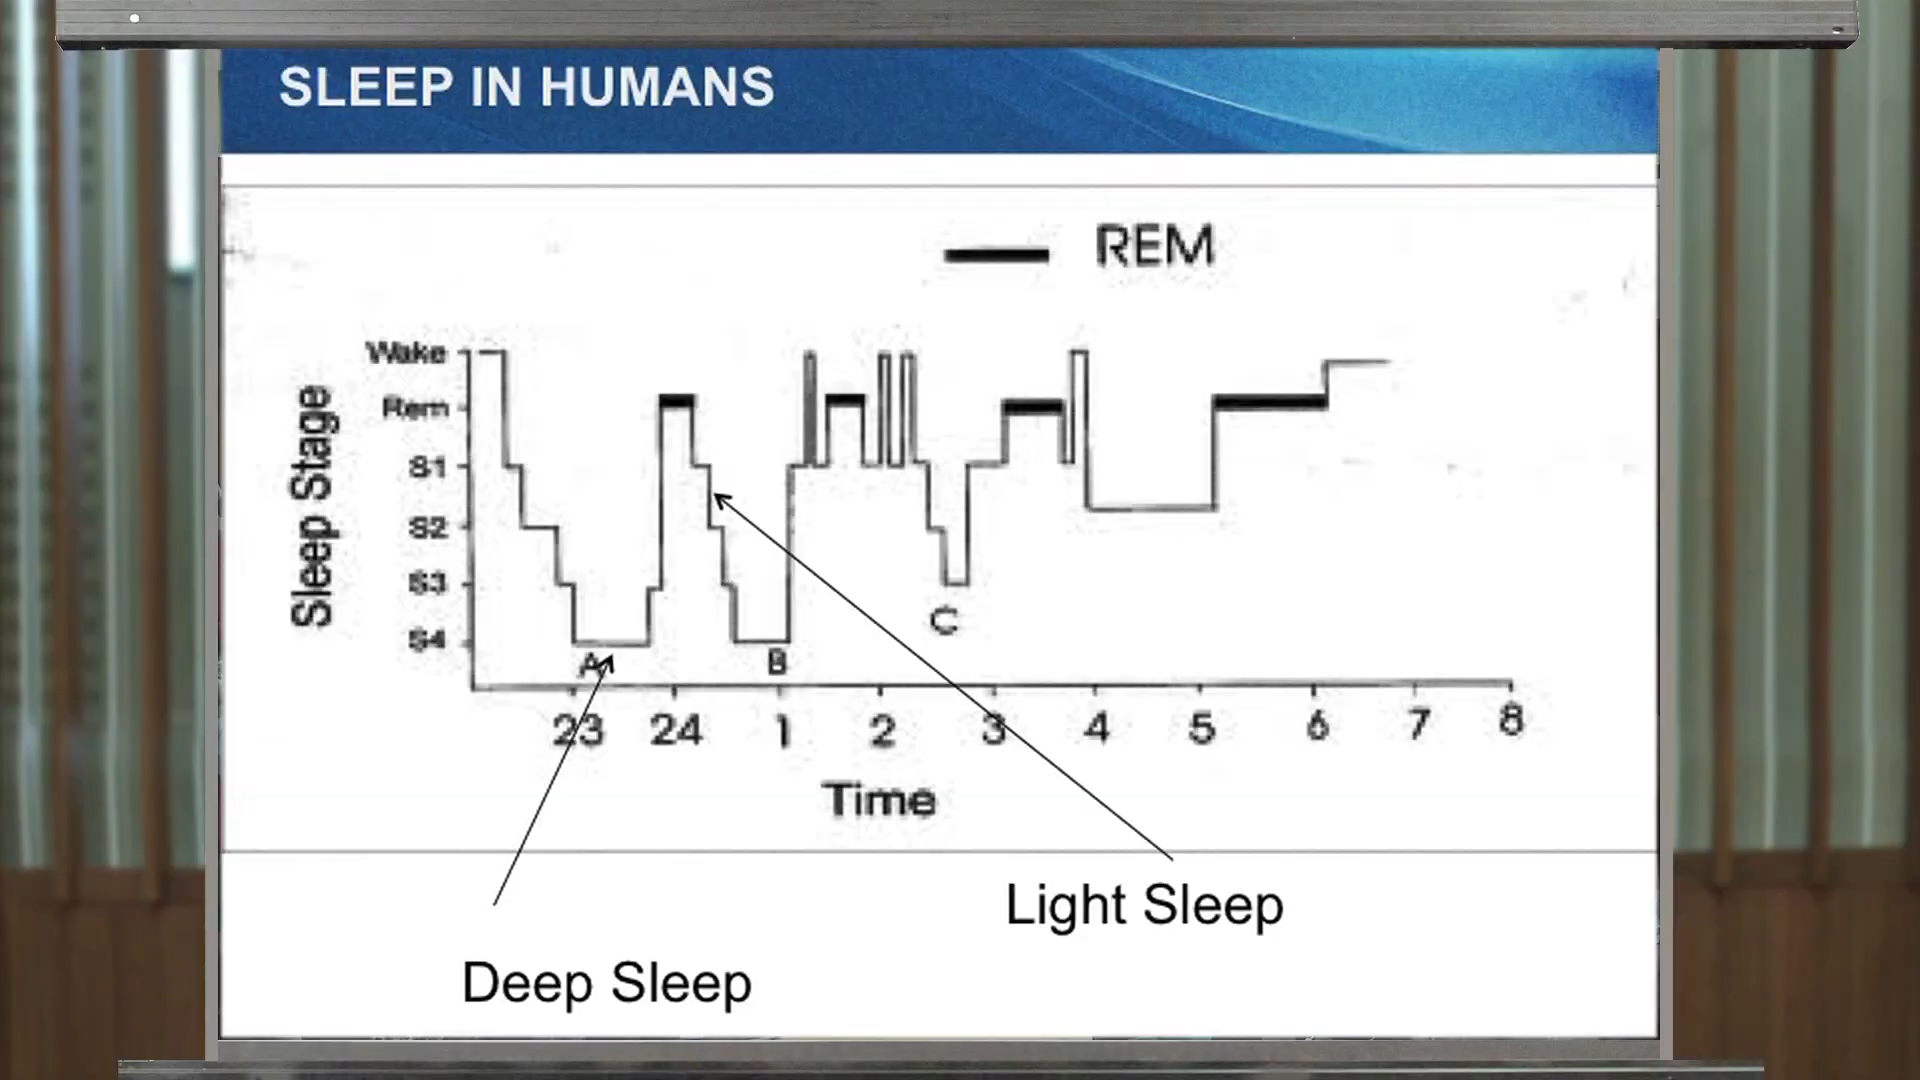 SLEEP IN HUMANS
REM
Sleep Stage
Wake
Rem
S1
S2
S3
S4
A
B
C
23 24 1 2 3 4 5 6 7 8
Time
Light Sleep
Deep Sleep